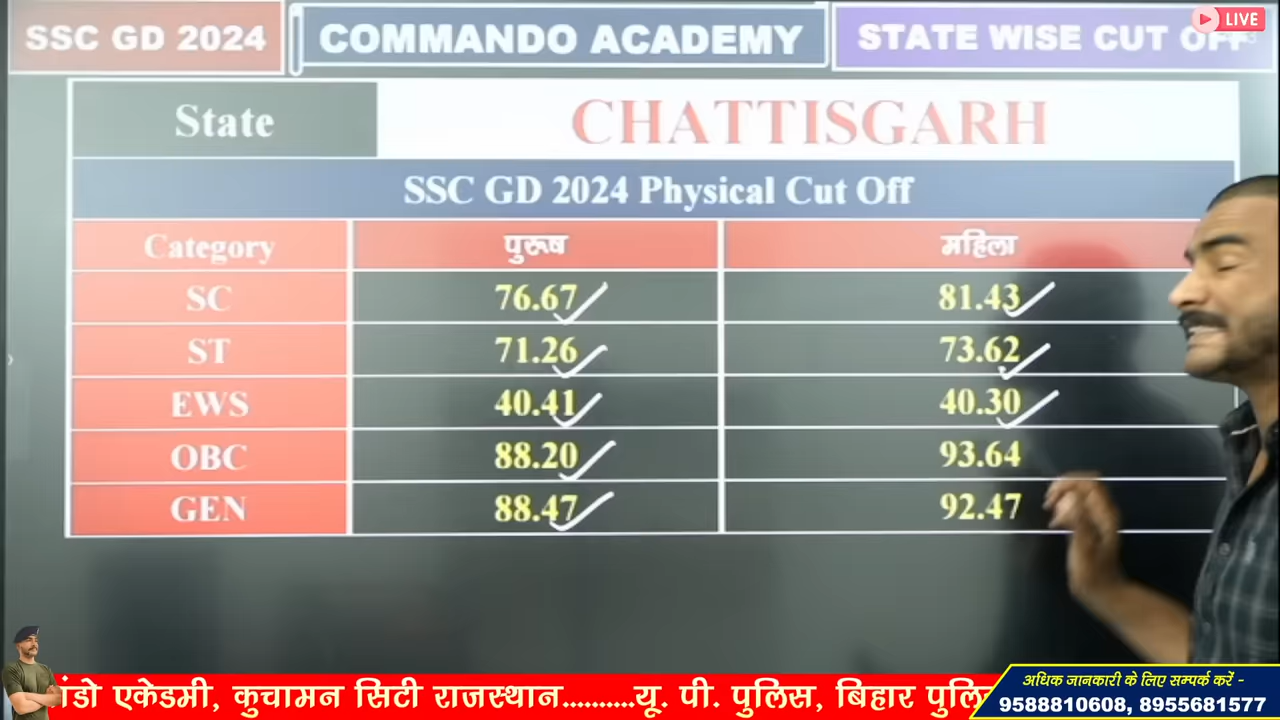 SSC GD 2024
COMMANDO ACADEMY
STATE WISE CUT OFF
LIVE
State CHATTISGARH
SSC GD 2024 Physical Cut Off
Category पुरूष महिला
SC 76.67 81.43
ST 71.26 73.62
EWS 40.41 40.30
OBC 88.20 93.64
GEN 88.47 92.47
एकेडमी, कुचामन सिटी राजस्थान..........यू. पी. पुलिस, बिहार
अधिक जानकारी के लिए सम्पर्क करें -
9588810608, 8955681577